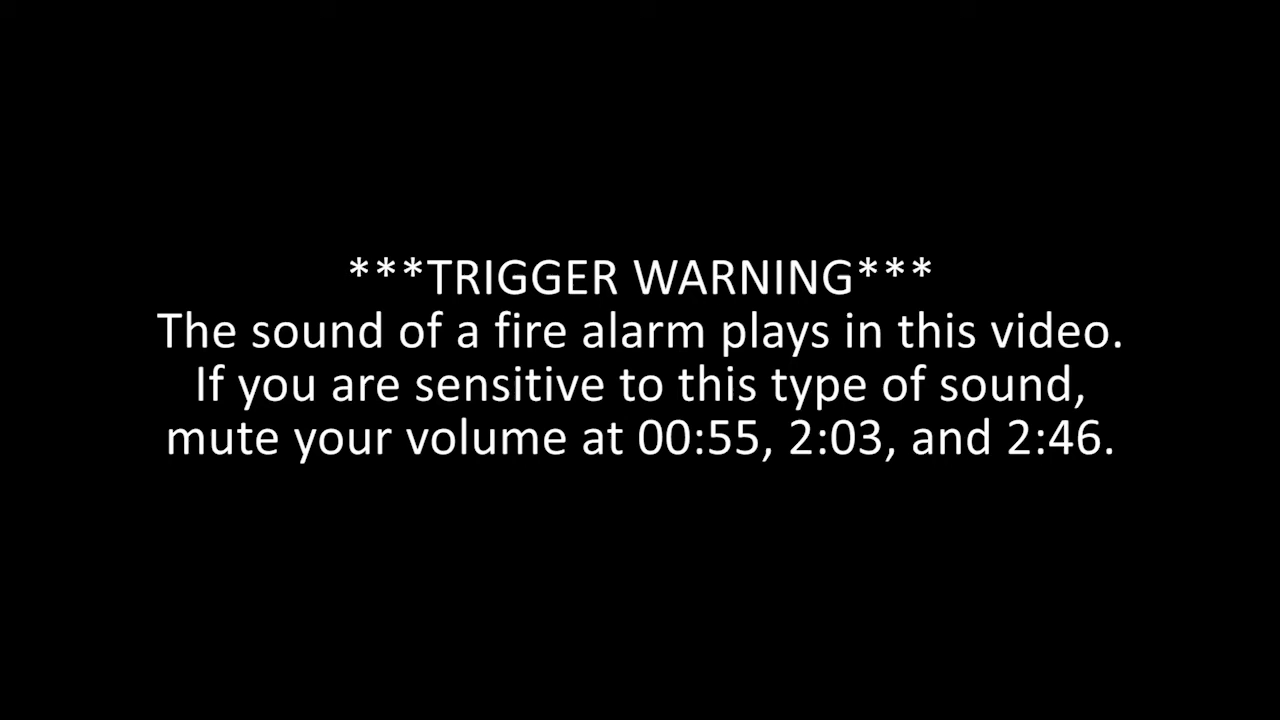 ***TRIGGER WARNING***
The sound of a fire alarm plays in this video.
If you are sensitive to this type of sound,
mute your volume at 00:55, 2:03, and 2:46.